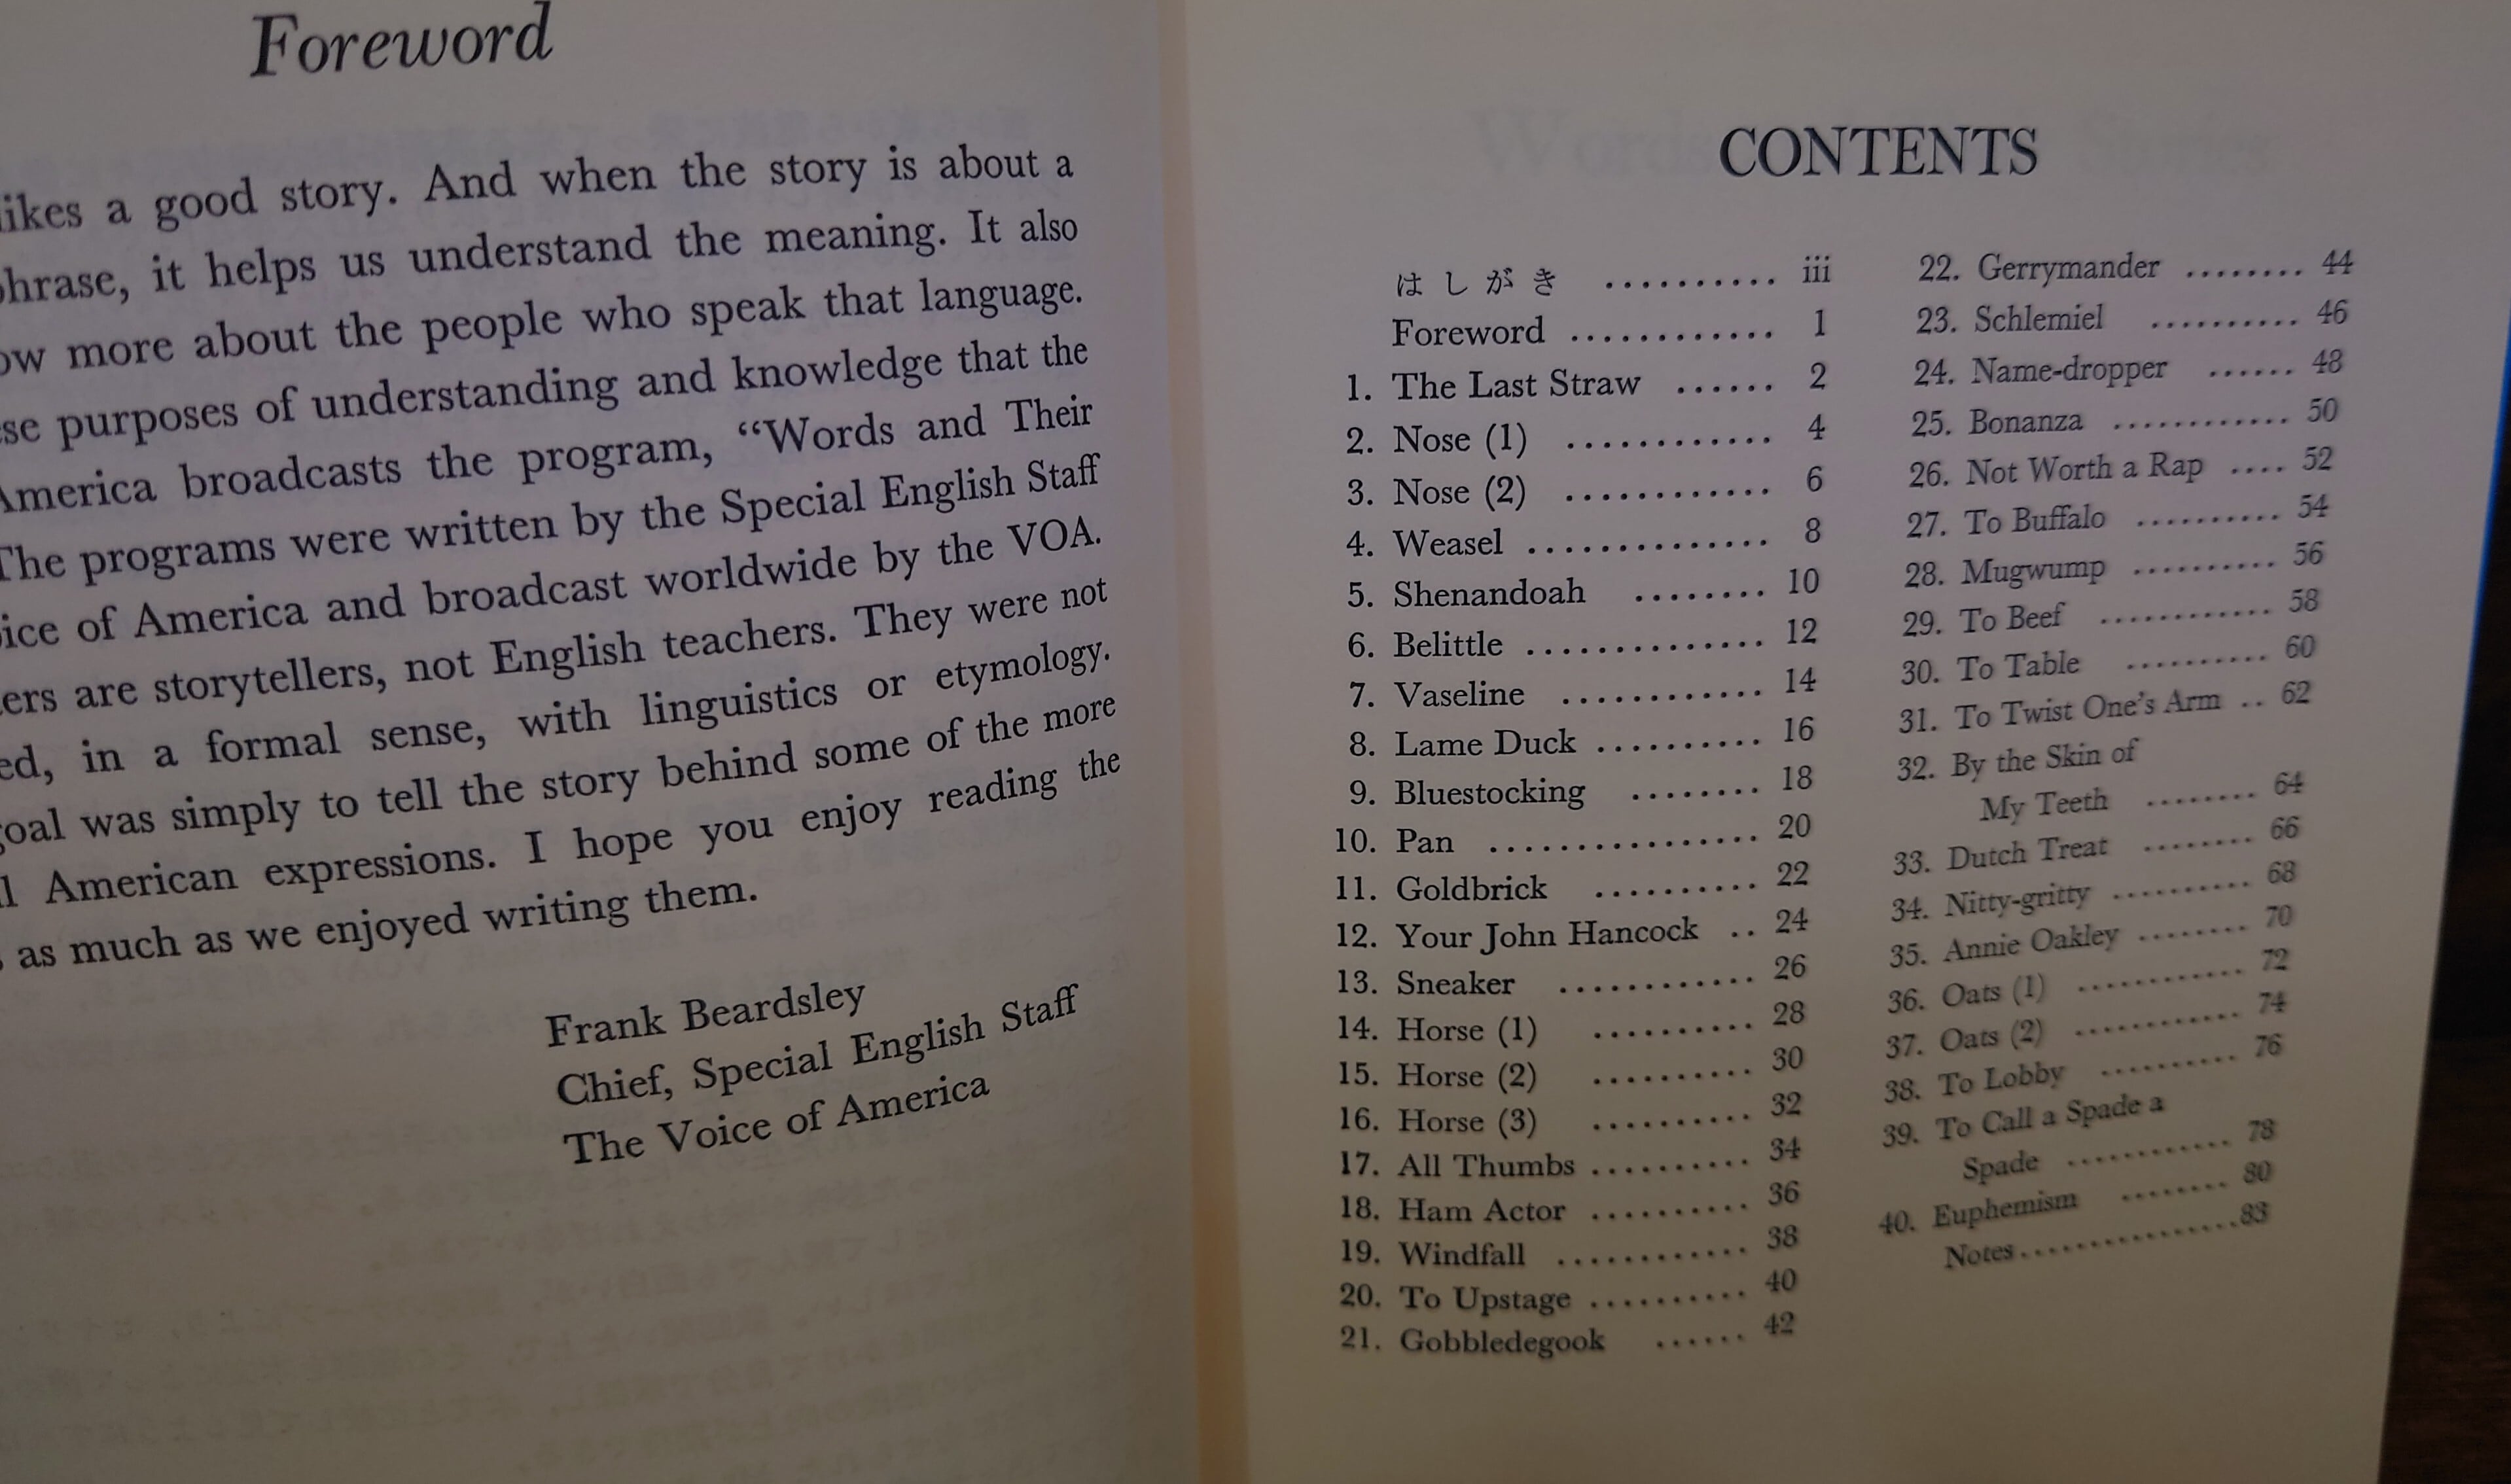 Foreword
likes a good story. And when the story is about a
phrase, it helps us understand the meaning. It also
more about the people who speak that language.
purposes of understanding and knowledge that the
America broadcasts the program, “Words and Their
The programs were written by the Special English Staff
of America and broadcast worldwide by the VOA.
are storytellers, not English teachers. They were not
in a formal sense, with linguistics or etymology.
goal was simply to tell the story behind some of the more
American expressions. I hope you enjoy reading the
as much as we enjoyed writing them.
Frank Beardsley
Chief, Special English Staff
The Voice of America
CONTENTS
はしがき .......... iii
Foreword ............ 1
1. The Last Straw ...... 2
2. Nose (1) ............ 4
3. Nose (2) ............ 6
4. Weasel .............. 8
5. Shenandoah ........ 10
6. Belittle .............. 12
7. Vaseline ............ 14
8. Lame Duck .......... 16
9. Bluestocking ........ 18
10. Pan ................ 20
11. Goldbrick .......... 22
12. Your John Hancock .. 24
13. Sneaker ............ 26
14. Horse (1) .......... 28
15. Horse (2) .......... 30
16. Horse (3) .......... 32
17. All Thumbs .......... 34
18. Ham Actor .......... 36
19. Windfall ............ 38
20. To Upstage .......... 40
21. Gobbledegook ...... 42
22. Gerrymander ........ 44
23. Schlemiel .......... 46
24. Name-dropper ...... 48
25. Bonanza ............ 50
26. Not Worth a Rap .... 52
27. To Buffalo .......... 54
28. Mugwump .......... 56
29. To Beef ............ 58
30. To Table .......... 60
31. To Twist One’s Arm .. 62
32. By the Skin of
My Teeth ........ 64
33. Dutch Treat ........ 66
34. Nitty-gritty .......... 68
35. Annie Oakley ........ 70
36. Oats (1) ............ 72
37. Oats (2) ............ 74
38. To Lobby .......... 76
39. To Call a Spade a
Spade ............ 78
40. Euphemism ........ 80
Notes................83